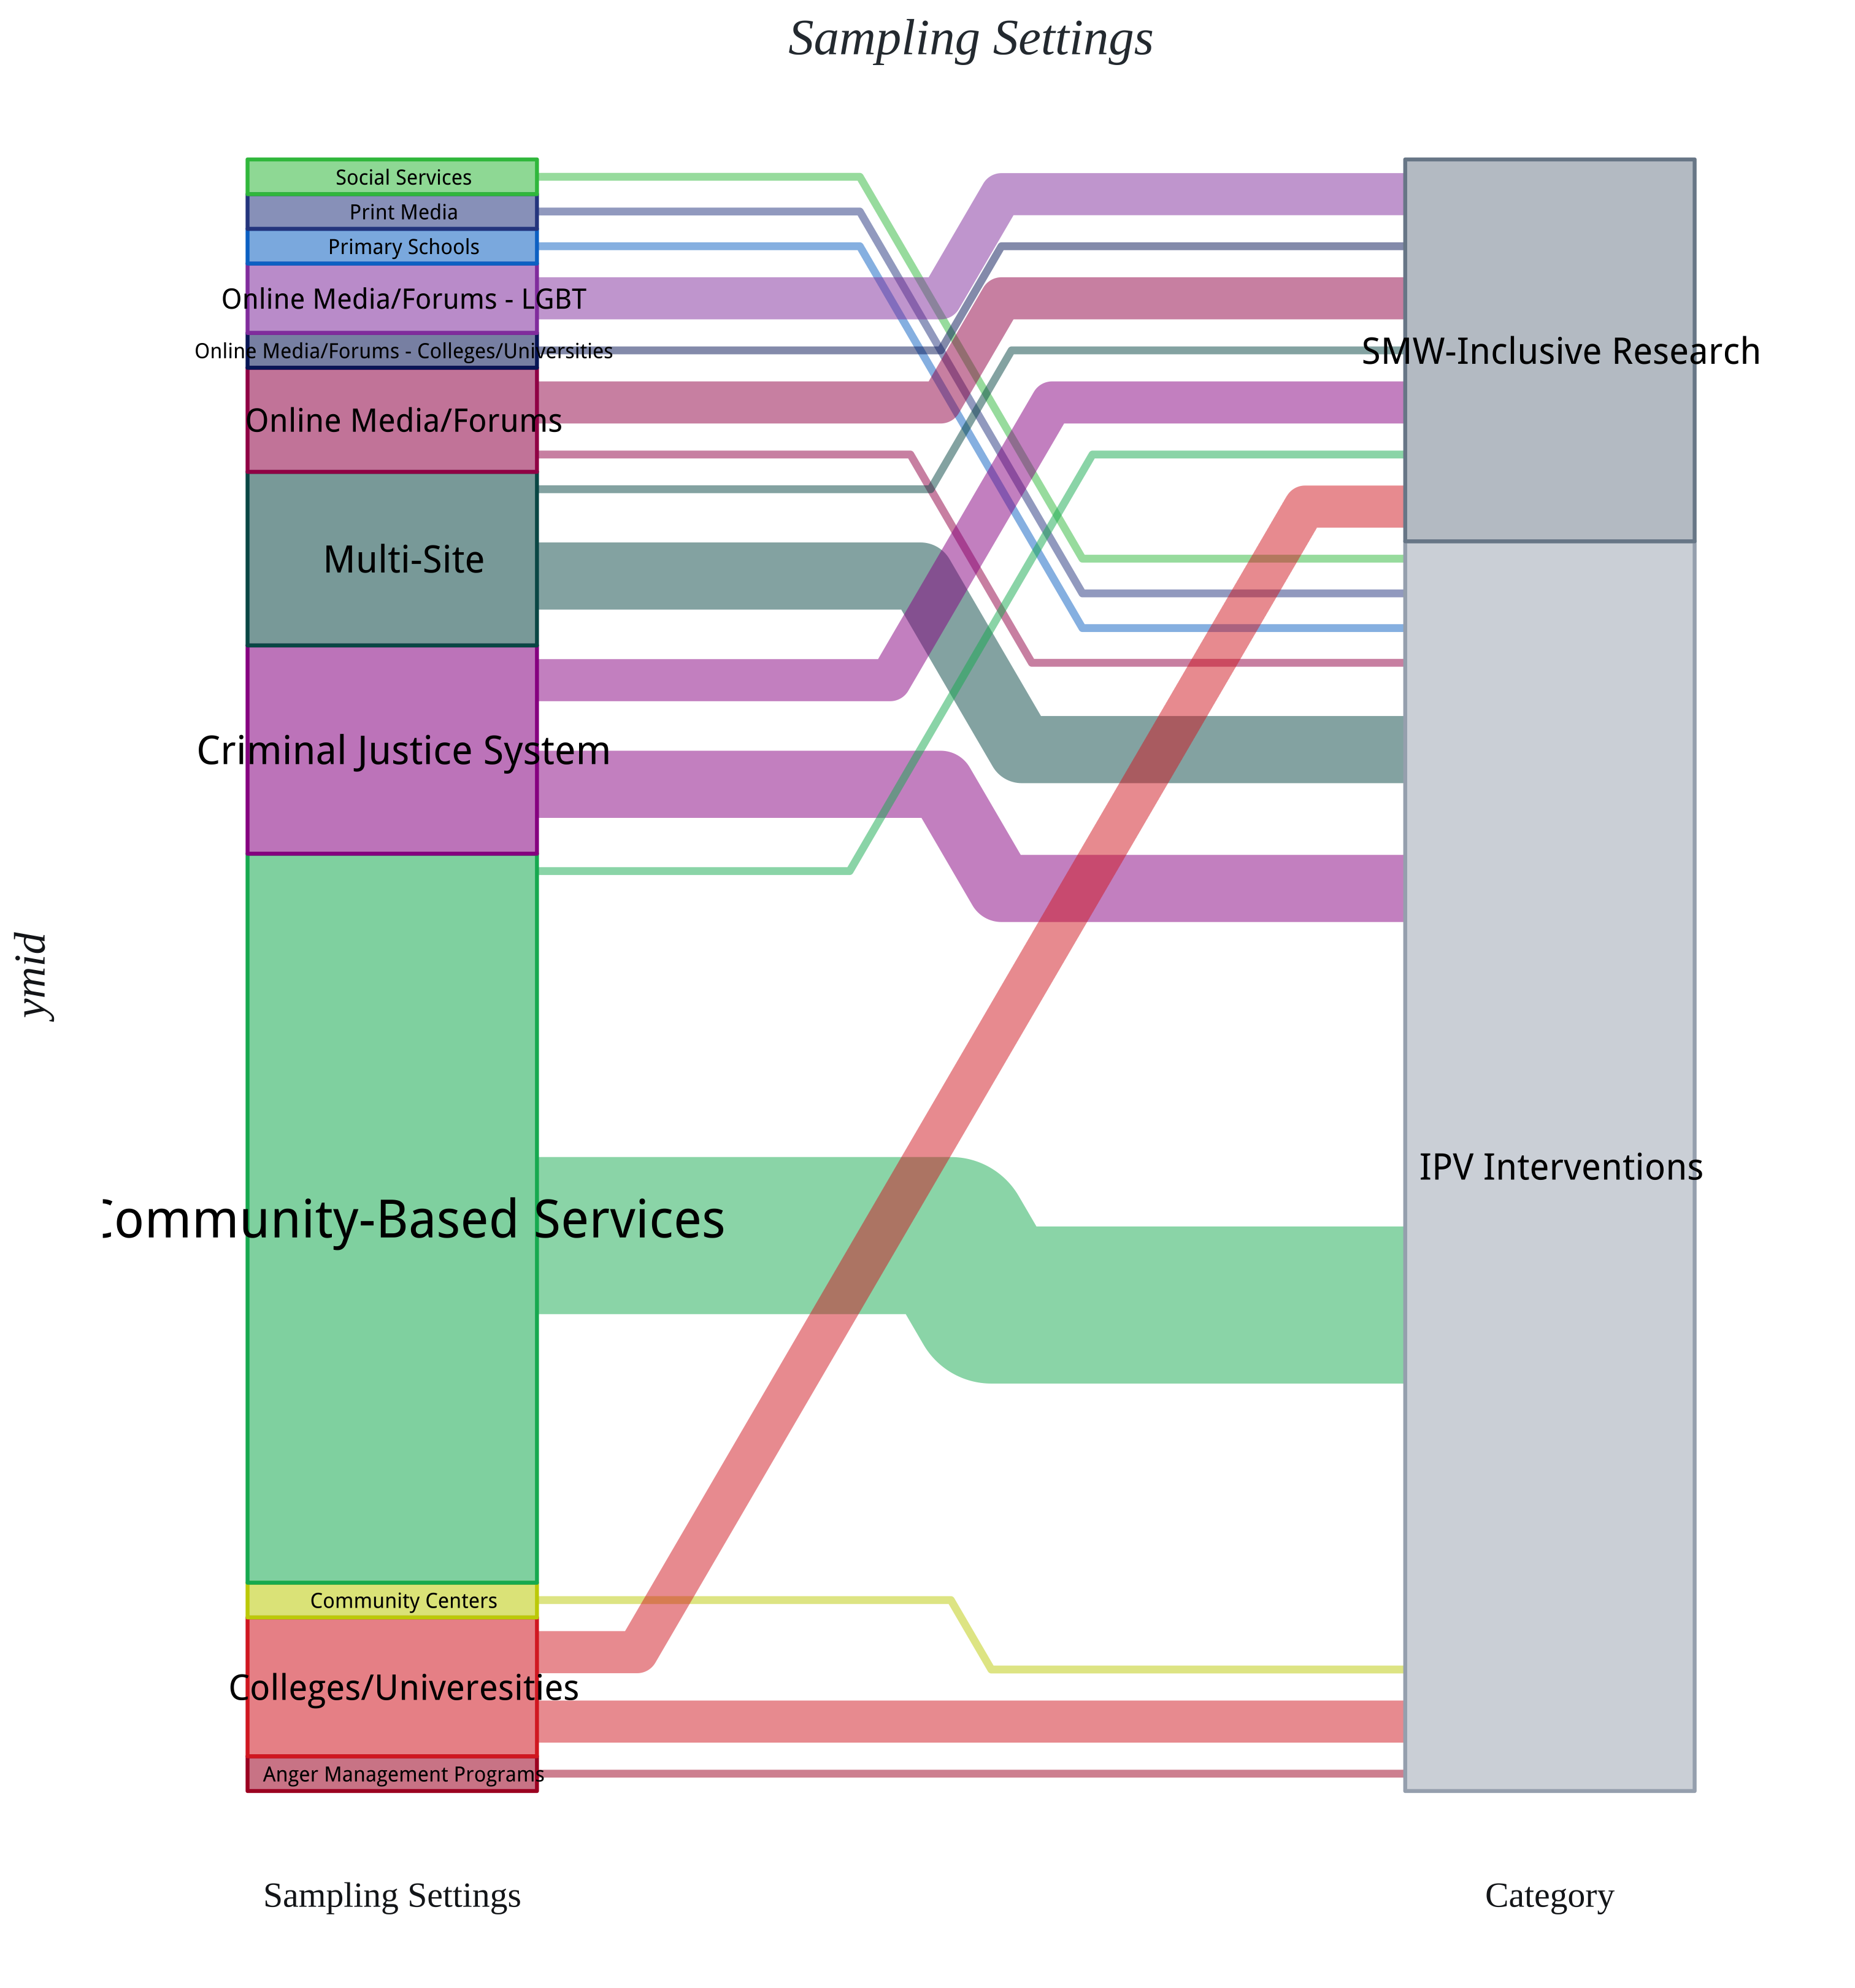 Sampling Settings
Social Services
Print Media
Primary Schools
Online Media/Forums - LGBT
Online Media/Forums - Colleges/Universities
SMW-Inclusive Research
Online Media/Forums
Multi-Site
Criminal Justice System
ymid
IPV Interventions
Community-Based Services
Community Centers
Colleges/Univeresities
Anger Management Programs
Sampling Settings
Category